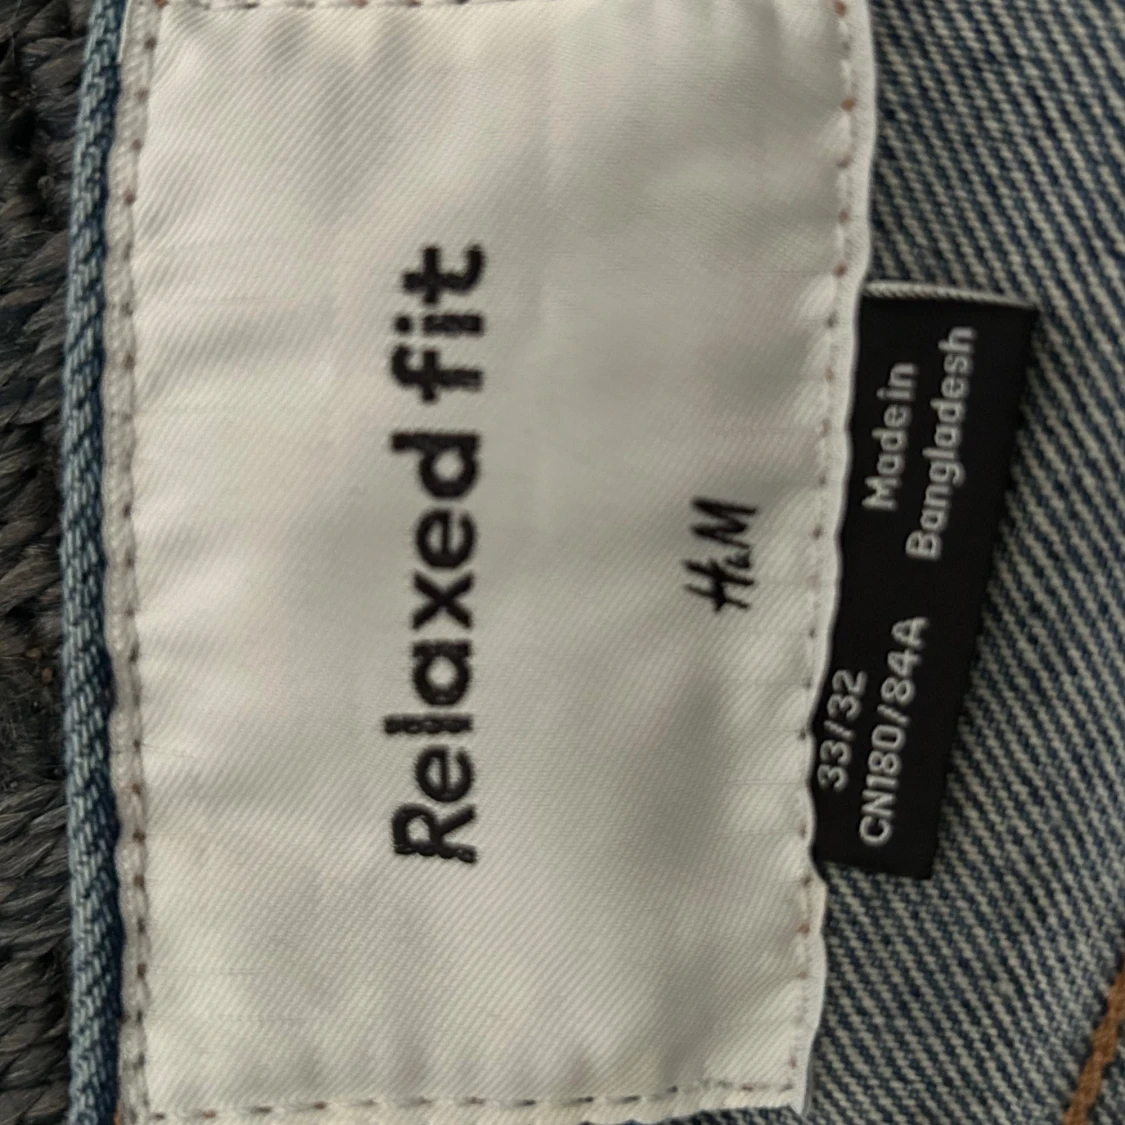 Relaxed fit
H&M
33/32
CN180/84A
Made in
Bangladesh